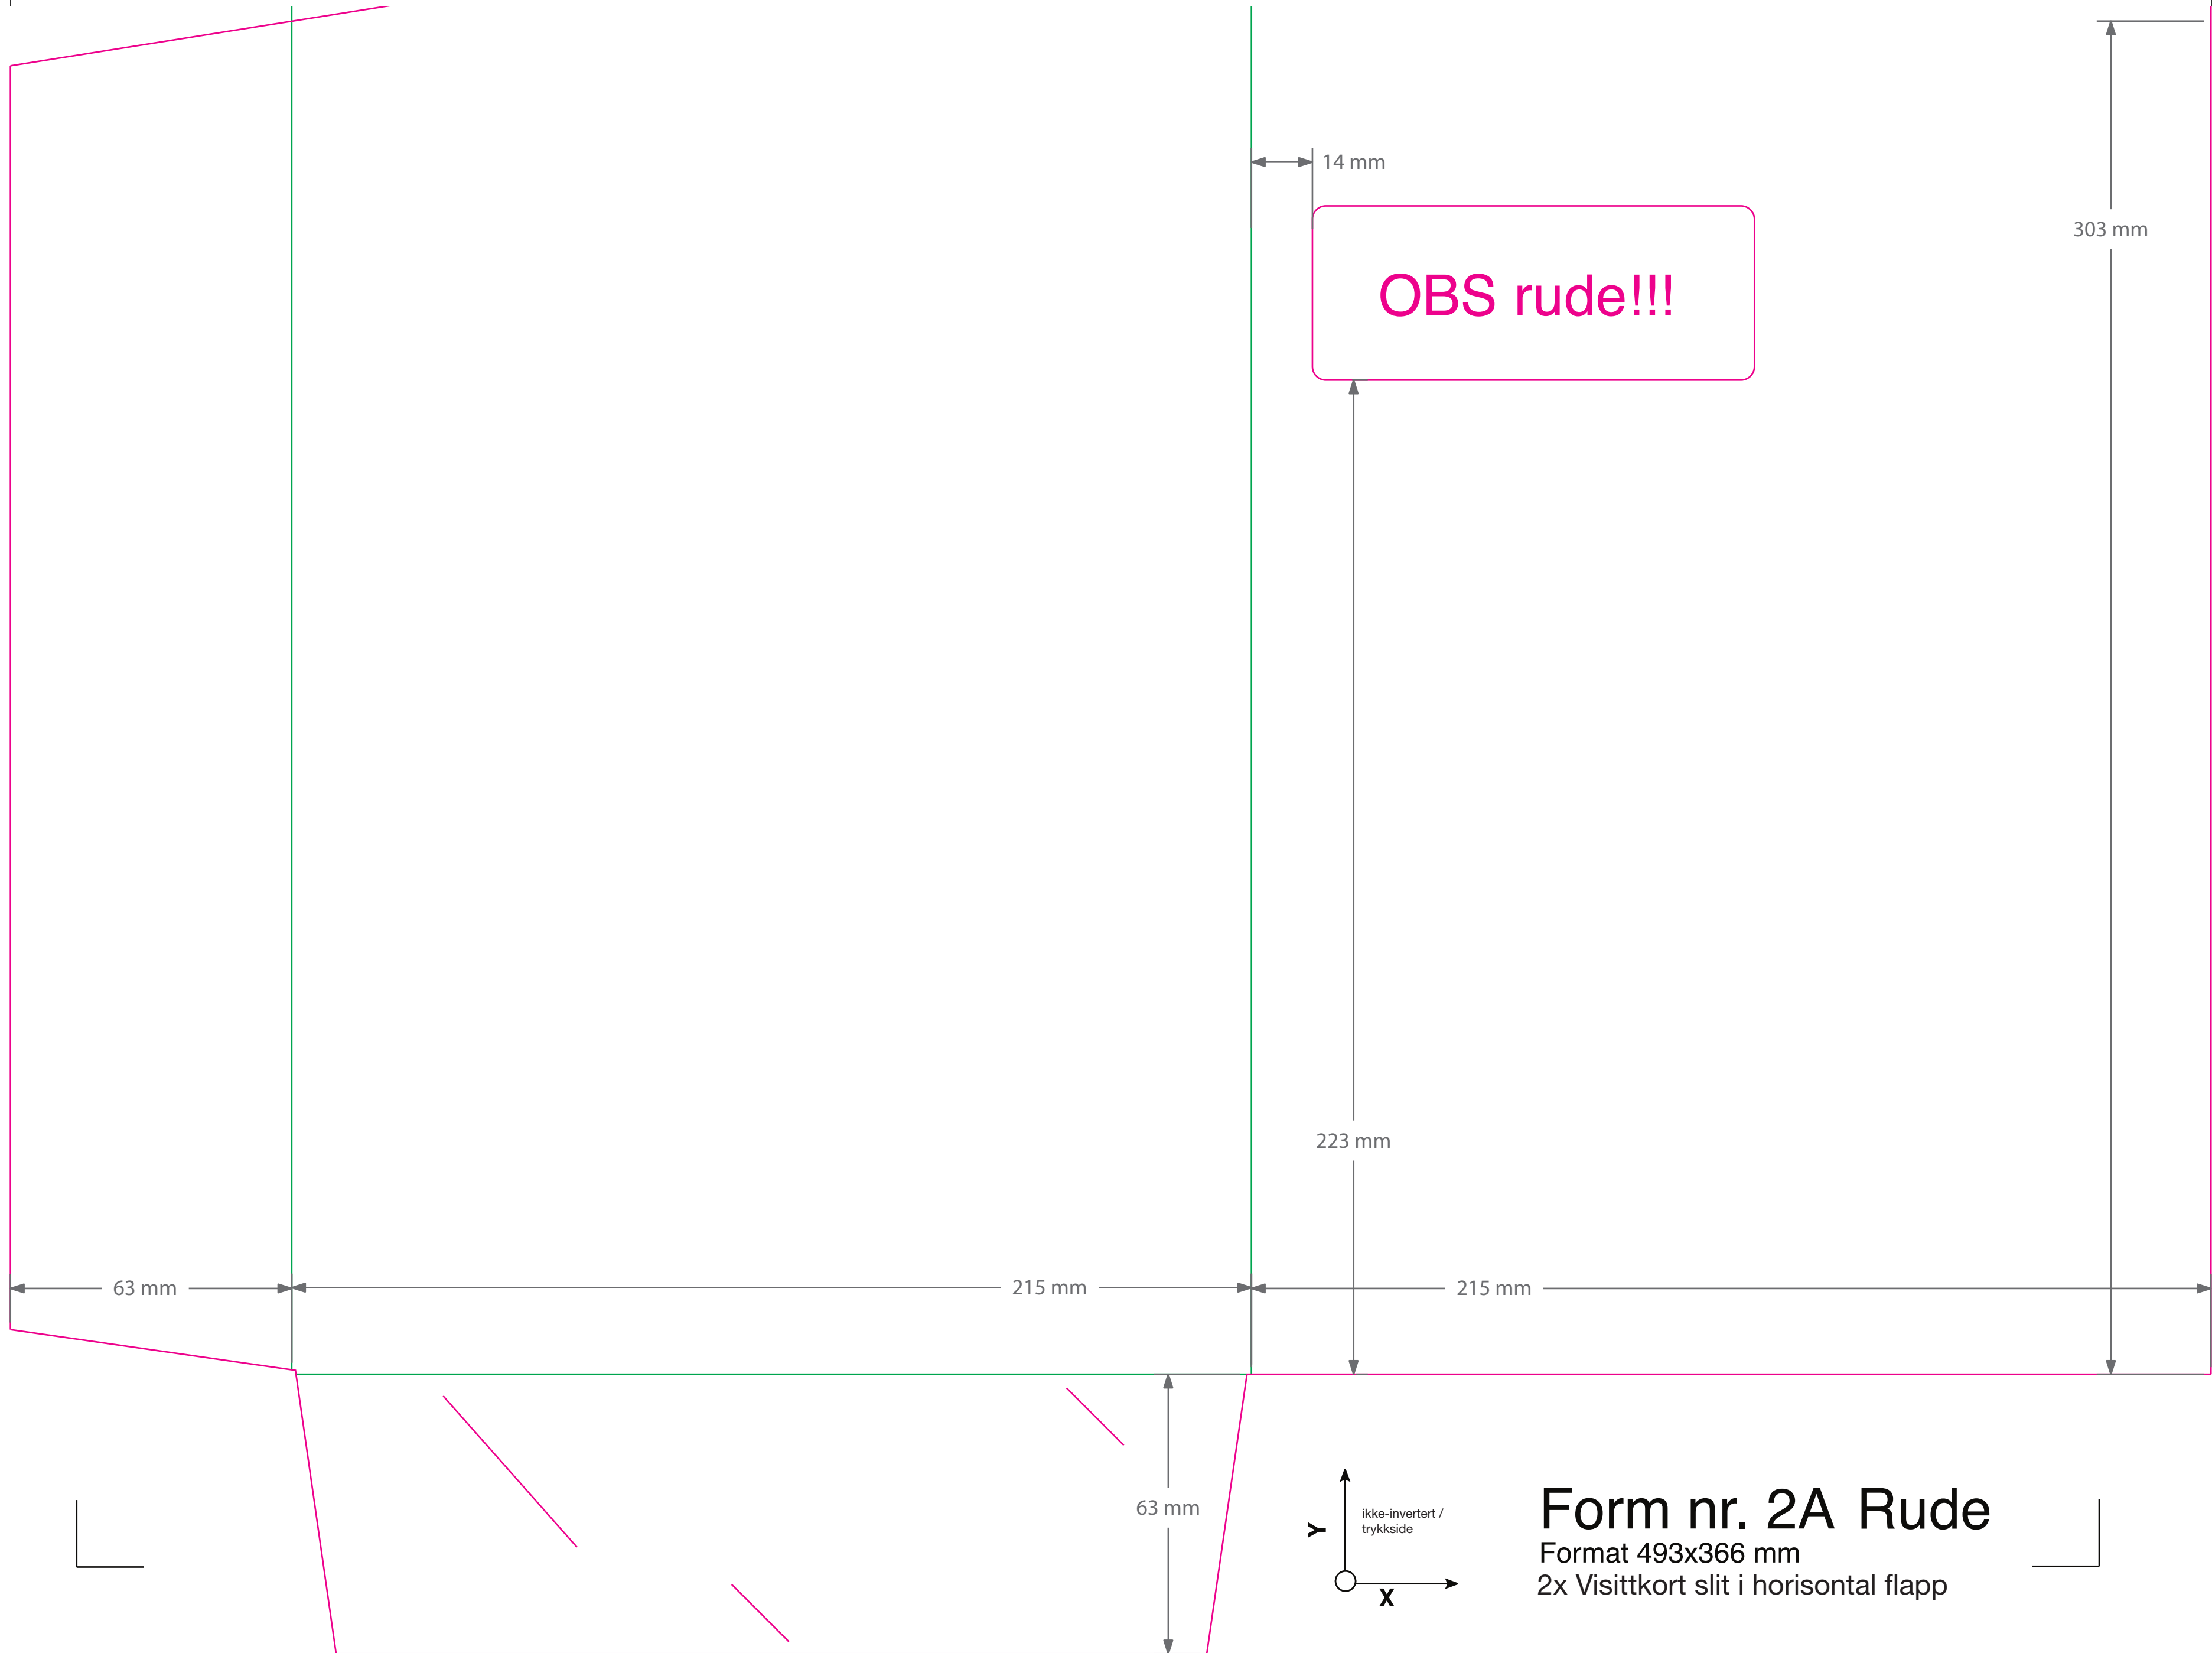 14 mm
303 mm
OBS rude!!!
223 mm
63 mm
215 mm
215 mm
63 mm
Y
ikke-invertert /
trykkside
X
Form nr. 2A Rude
Format 493x366 mm
2x Visittkort slit i horisontal flapp